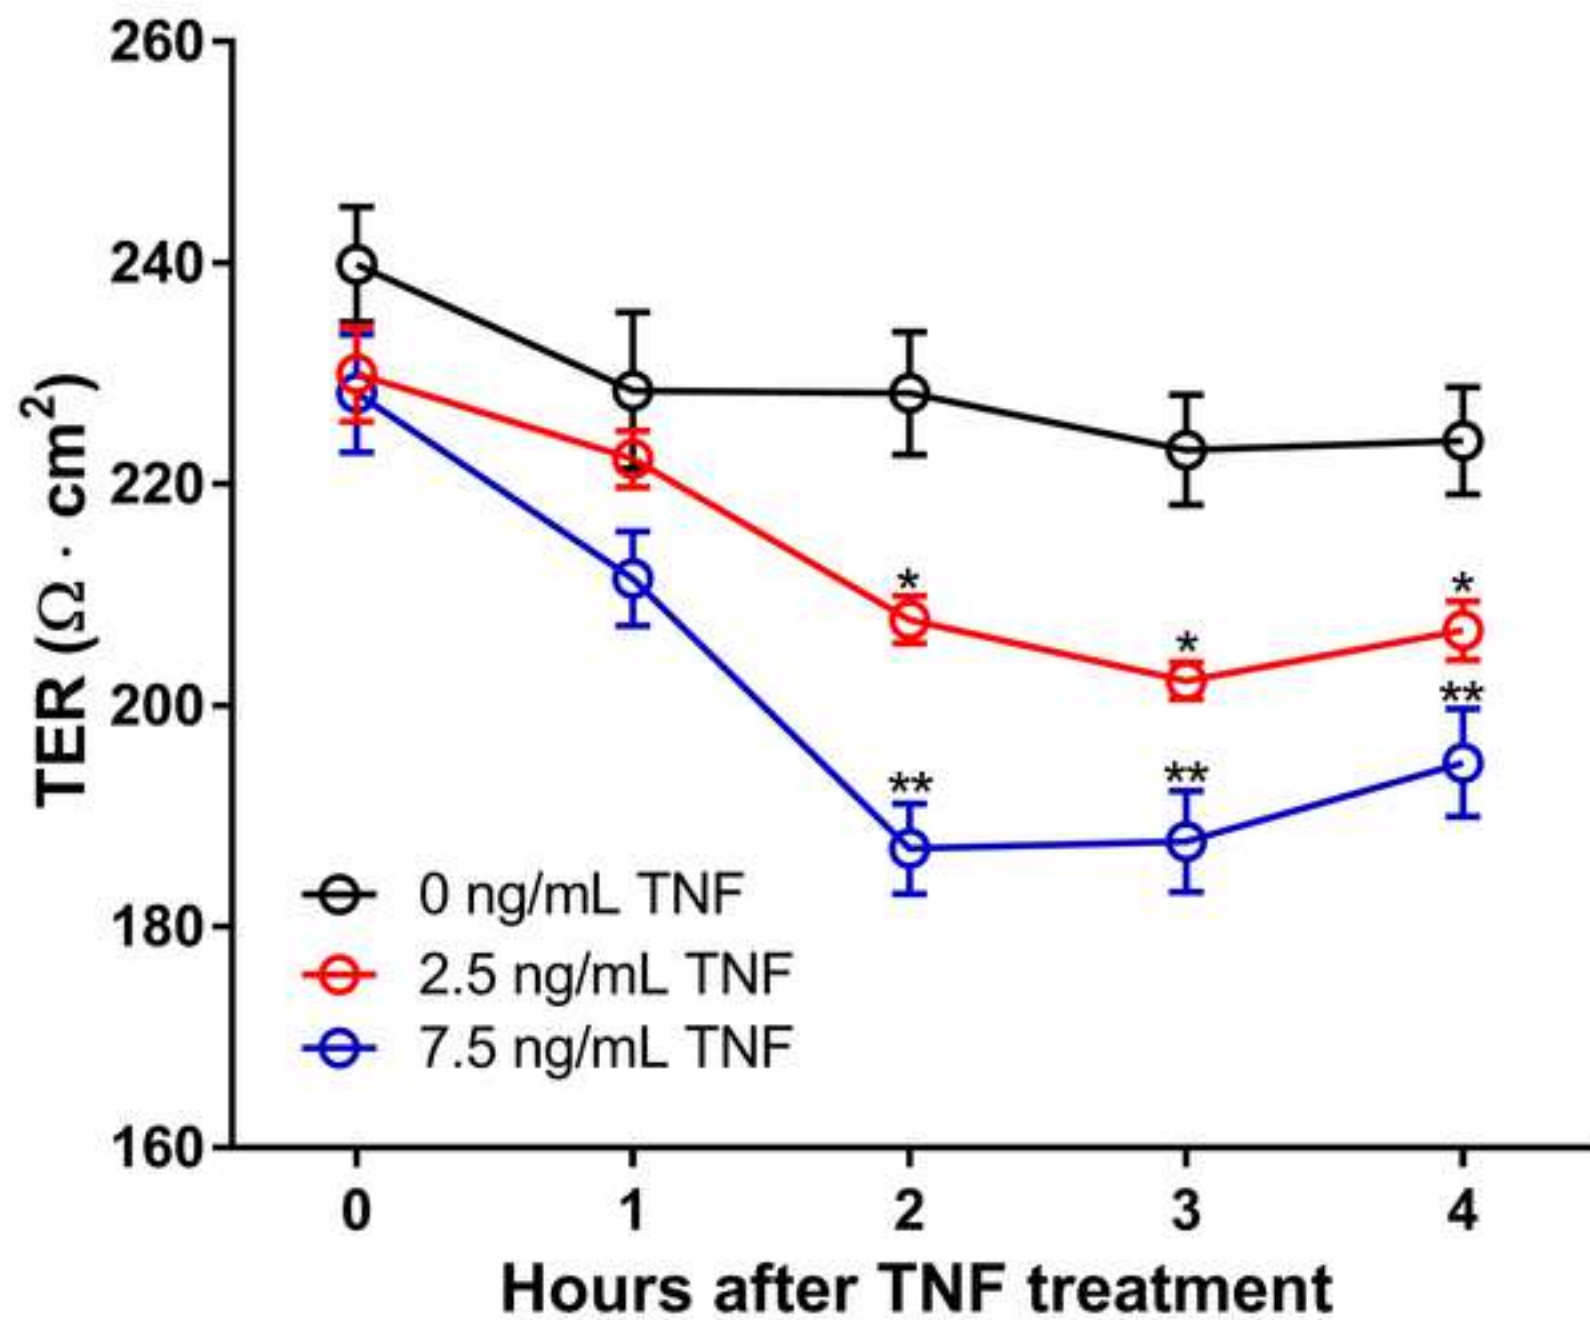 260
240
220
200
180
160
TER (Ω · cm²)
*
*
*
**
**
**
0 ng/mL TNF
2.5 ng/mL TNF
7.5 ng/mL TNF
0 1 2 3 4
Hours after TNF treatment